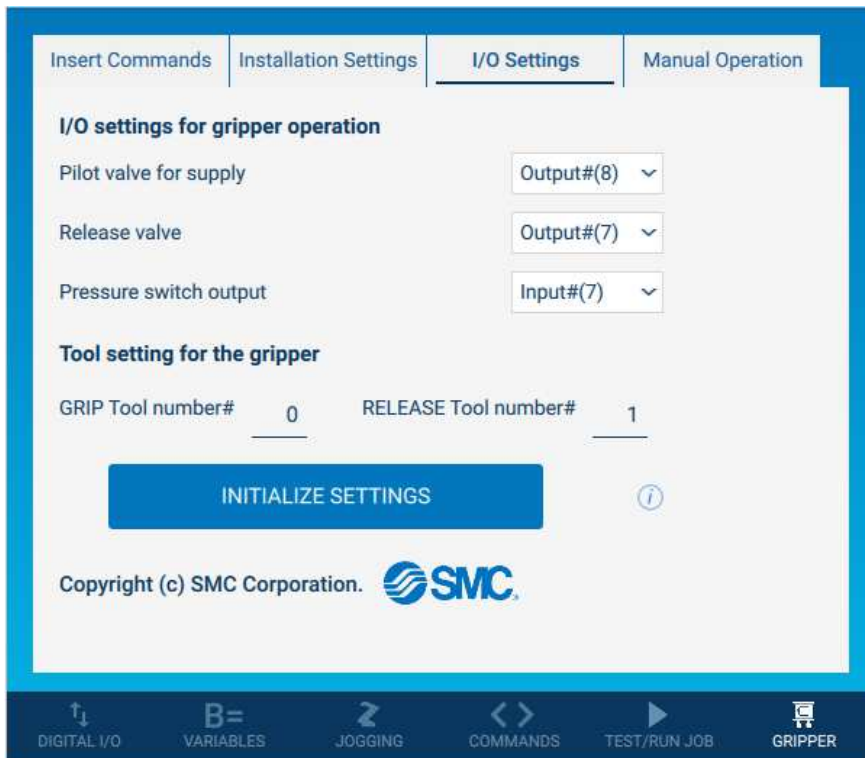 Insert Commands
Installation Settings
I/O Settings
Manual Operation
I/O settings for gripper operation
Pilot valve for supply
Output#(8)
Release valve
Output#(7)
Pressure switch output
Input#(7)
Tool setting for the gripper
GRIP Tool number# 0
RELEASE Tool number# 1
INITIALIZE SETTINGS
i
Copyright (c) SMC Corporation.
SMC
B=
DIGITAL I/O
VARIABLES
JOGGING
COMMANDS
TEST/RUN JOB
GRIPPER